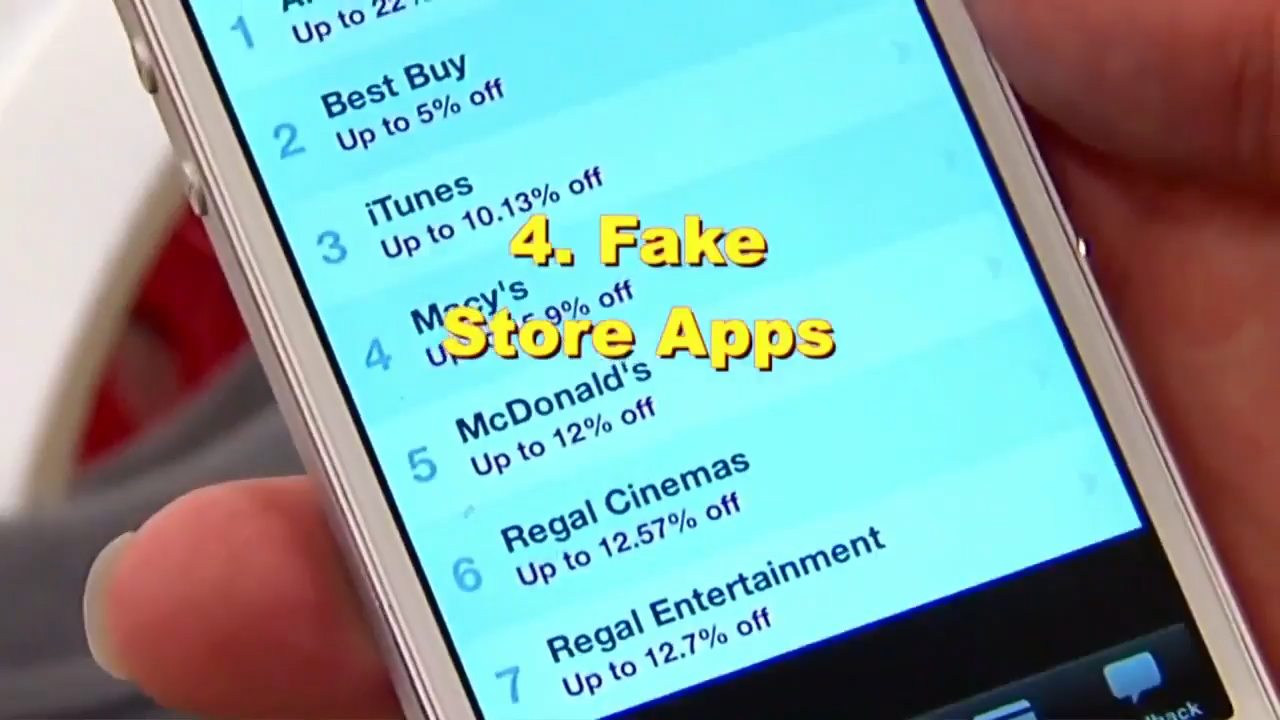 1
Up to 22%
2
Best Buy
Up to 5% off
3
iTunes
Up to 10.13% off
4
Macy's
off
5
McDonald's
Up to 12% off
6
Regal Cinemas
Up to 12.57% off
7
Regal Entertainment
Up to 12.7% off
4. Fake
Store Apps